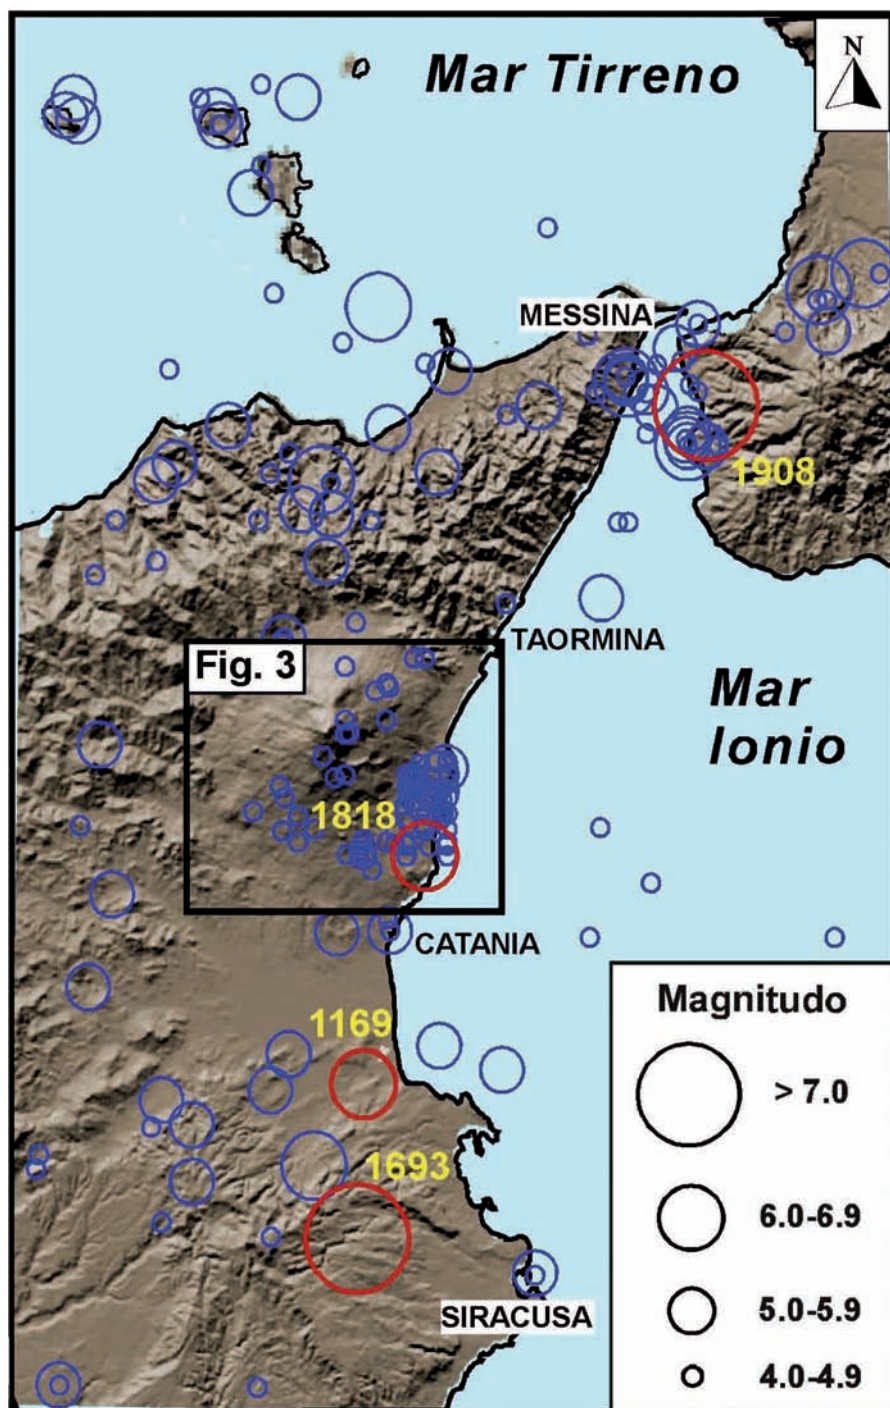 Mar Tirreno
N
MESSINA
1908
TAORMINA
Fig. 3
Mar
Ionio
1818
CATANIA
1169
1693
SIRACUSA
Magnitudo
> 7.0
6.0-6.9
5.0-5.9
4.0-4.9